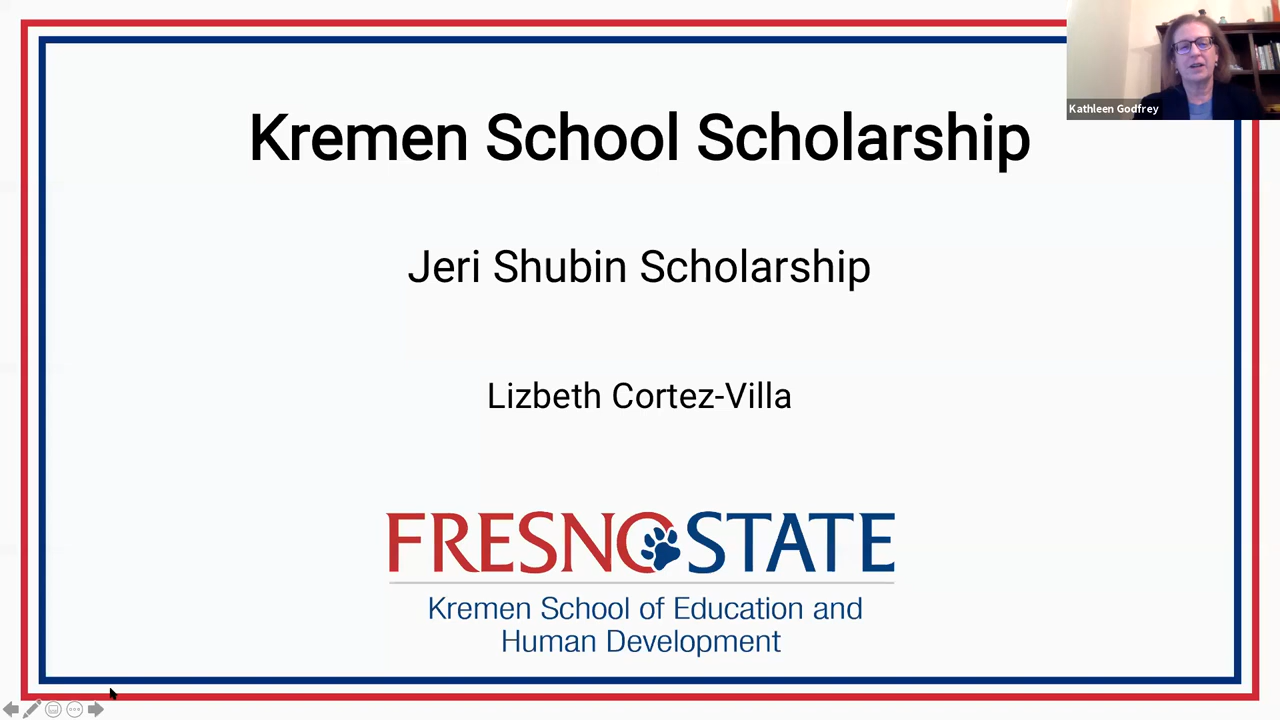 Kathleen Godfrey
Kremen School Scholarship
Jeri Shubin Scholarship
Lizbeth Cortez-Villa
FRESNO STATE
Kremen School of Education and
Human Development